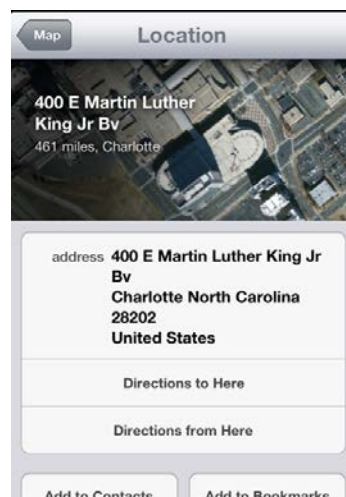 Map
Location
400 E Martin Luther
King Jr Bv
461 miles, Charlotte
address 400 E Martin Luther King Jr
Bv
Charlotte North Carolina
28202
United States
Directions to Here
Directions from Here
Add to Contacts
Add to Bookmarks